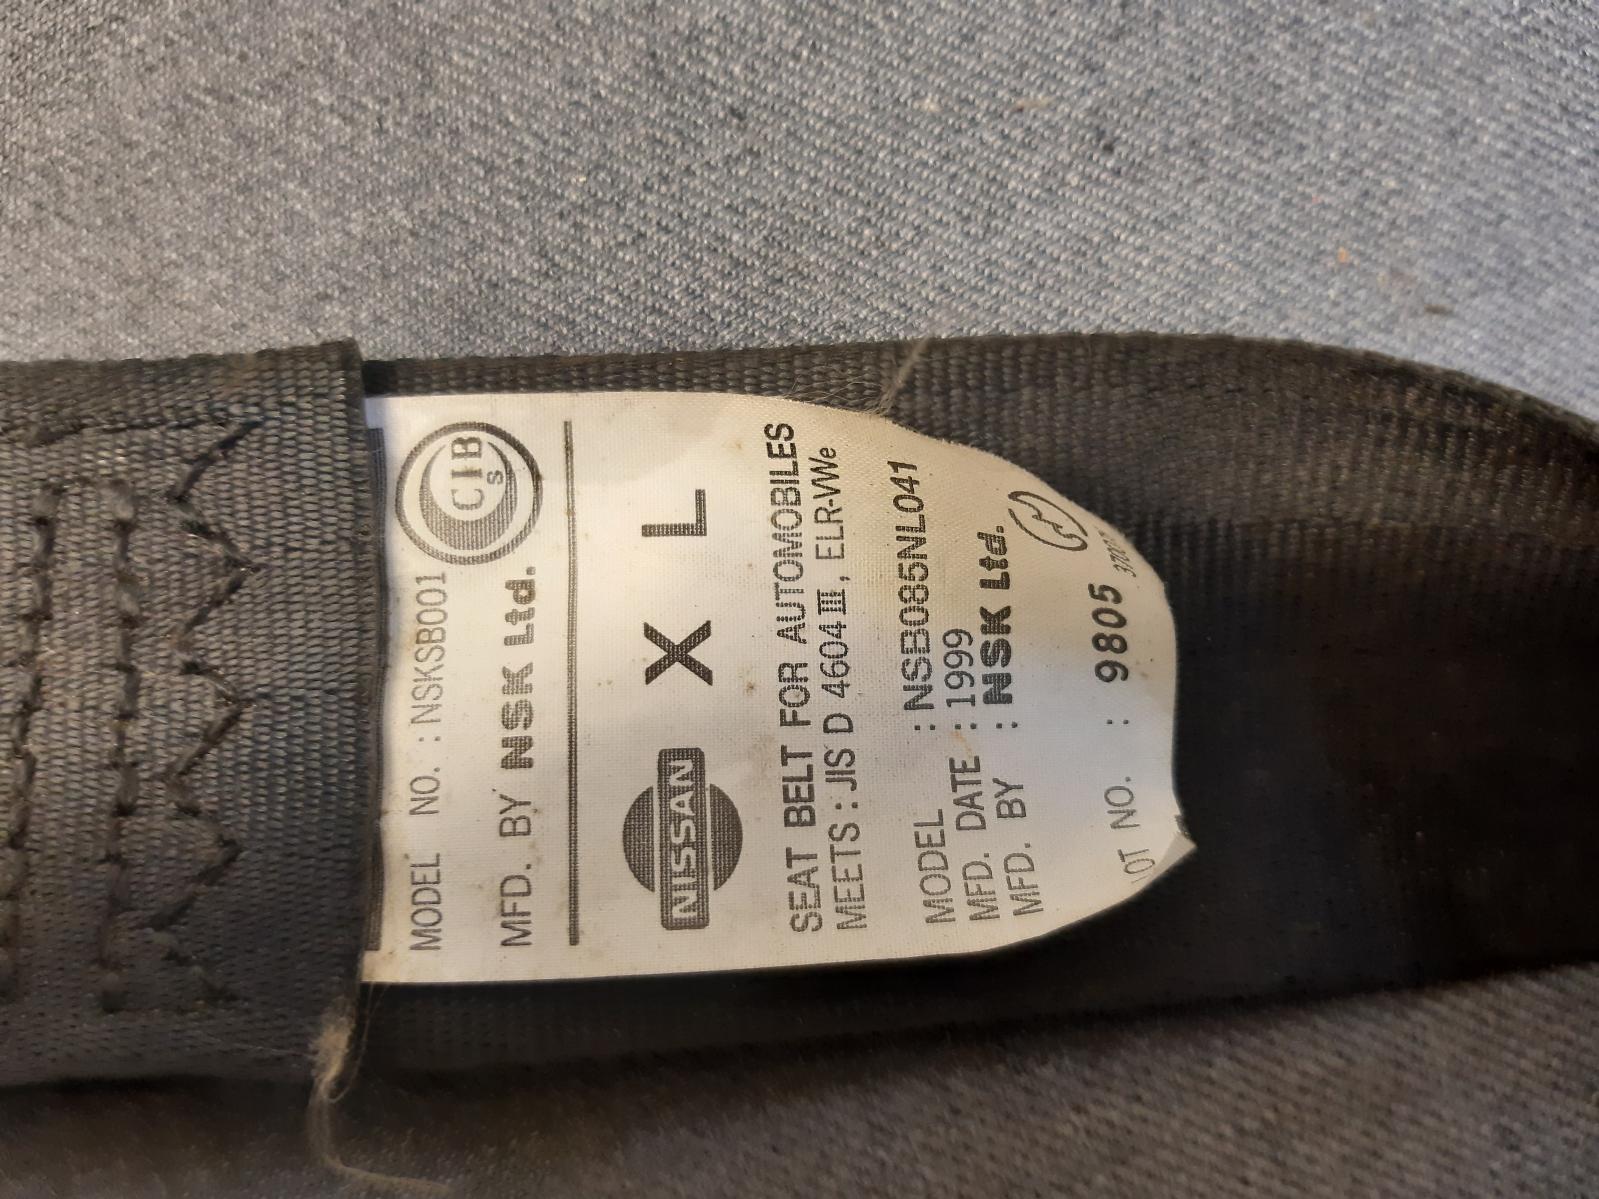 MODEL NO. : NSKSB001
CIB
S
MFD. BY NSK Ltd.
NISSAN X L
SEAT BELT FOR AUTOMOBILES
MEETS : JIS D 4604 III, ELR-We
MODEL : NSB085NL041
MFD. DATE : 1999
MFD. BY : NSK Ltd.
LOT NO. : 9805